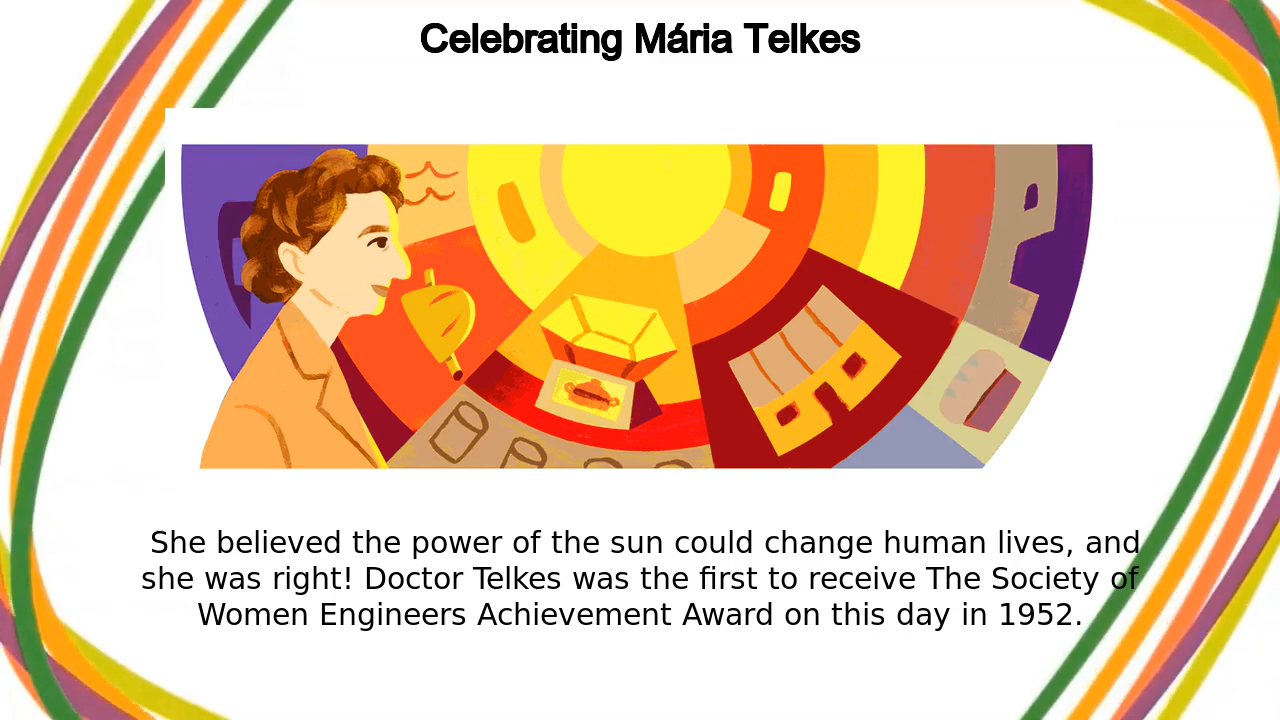 Celebrating Mária Telkes
She believed the power of the sun could change human lives, and
she was right! Doctor Telkes was the first to receive The Society of
Women Engineers Achievement Award on this day in 1952.